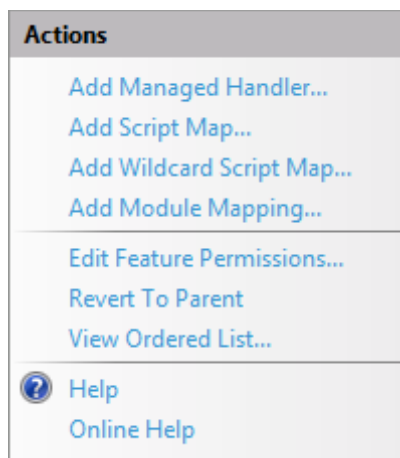 Actions
Add Managed Handler...
Add Script Map...
Add Wildcard Script Map...
Add Module Mapping...
Edit Feature Permissions...
Revert To Parent
View Ordered List...
Help
Online Help